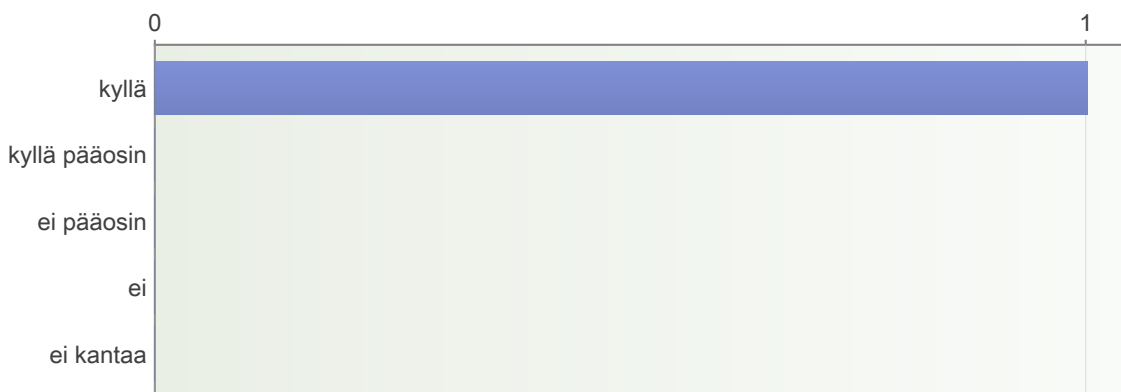 0 1
kyllä
kyllä pääosin
ei pääosin
ei
ei kantaa